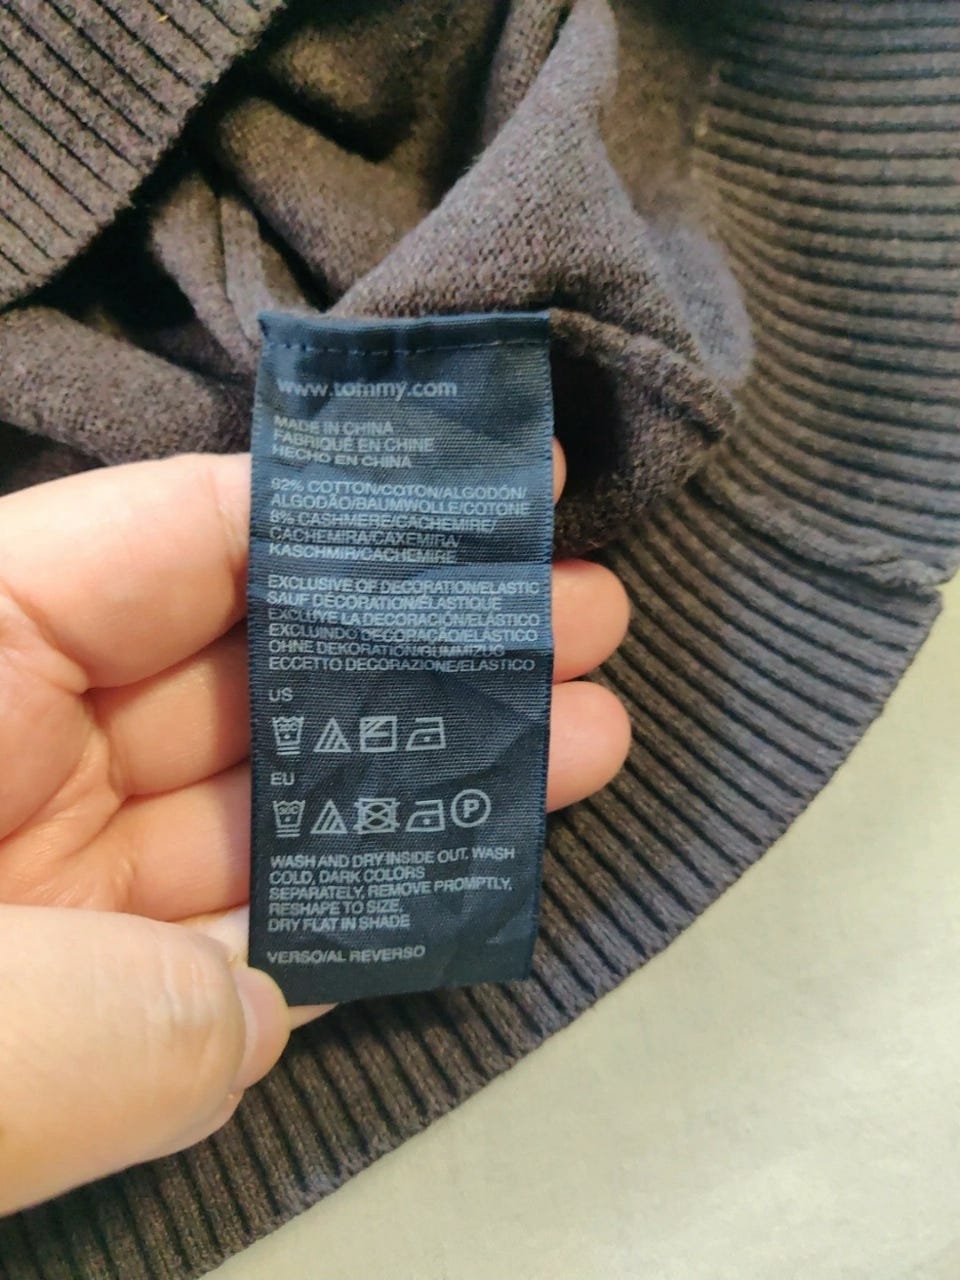 www.tommy.com
MADE IN CHINA
FABRIQUÉ EN CHINE
HECHO EN CHINA
92% COTTON/COTON/ALGODÓN/
ALGODÃO/BAUMWOLLE/COTONE
8% CASHMERE/CACHEMIRE/
CACHEMIRA/CAXEMIRA/
KASCHMIR/CACHEMIRE
EXCLUSIVE OF DECORATION/ELASTIC
SAUF DÉCORATION/ÉLASTIQUE
EXCLUYE LA DECORACIÓN/ELÁSTICO
EXCLUINDO DECORAÇÃO/ELÁSTICO
OHNE DEKORATION/GUMMIZUG
ECCETTO DECORAZIONE/ELASTICO
US
EU
P
WASH AND DRY INSIDE OUT, WASH
COLD, DARK COLORS
SEPARATELY, REMOVE PROMPTLY,
RESHAPE TO SIZE,
DRY FLAT IN SHADE
VERSO/AL REVERSO